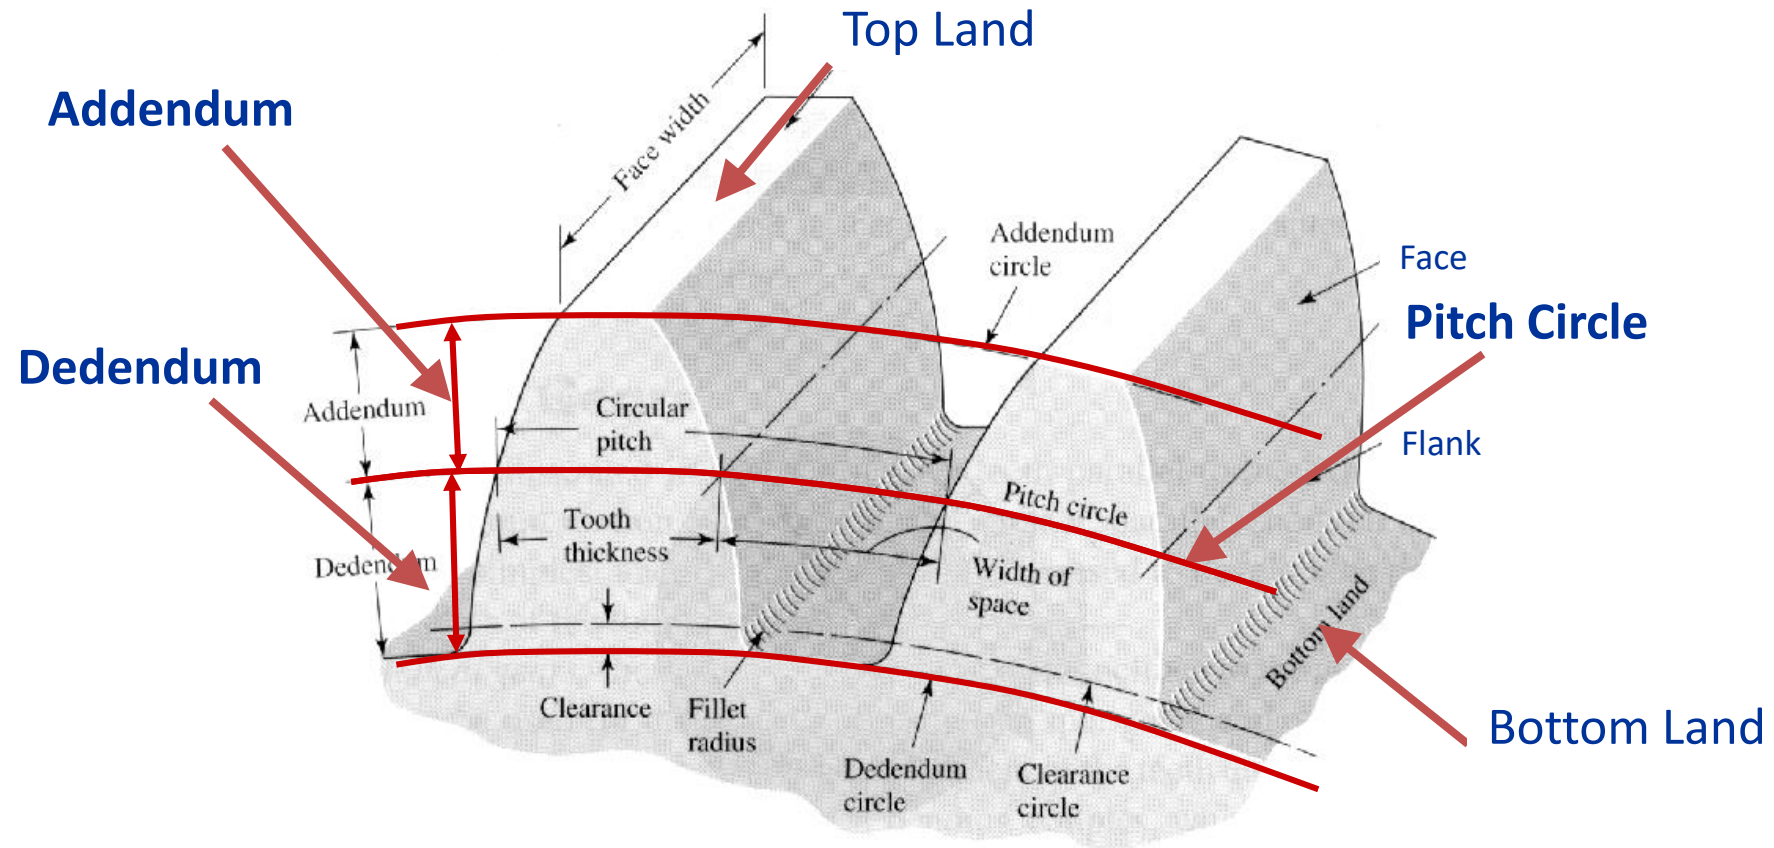 Top Land
Addendum
Face width
Addendum
circle
Face
Pitch Circle
Dedendum
Addendum
Circular
pitch
Flank
Pitch circle
Tooth
thickness
Dedendum
Width of
space
Bottom land
Clearance
Fillet
radius
Bottom Land
Dedendum
circle
Clearance
circle